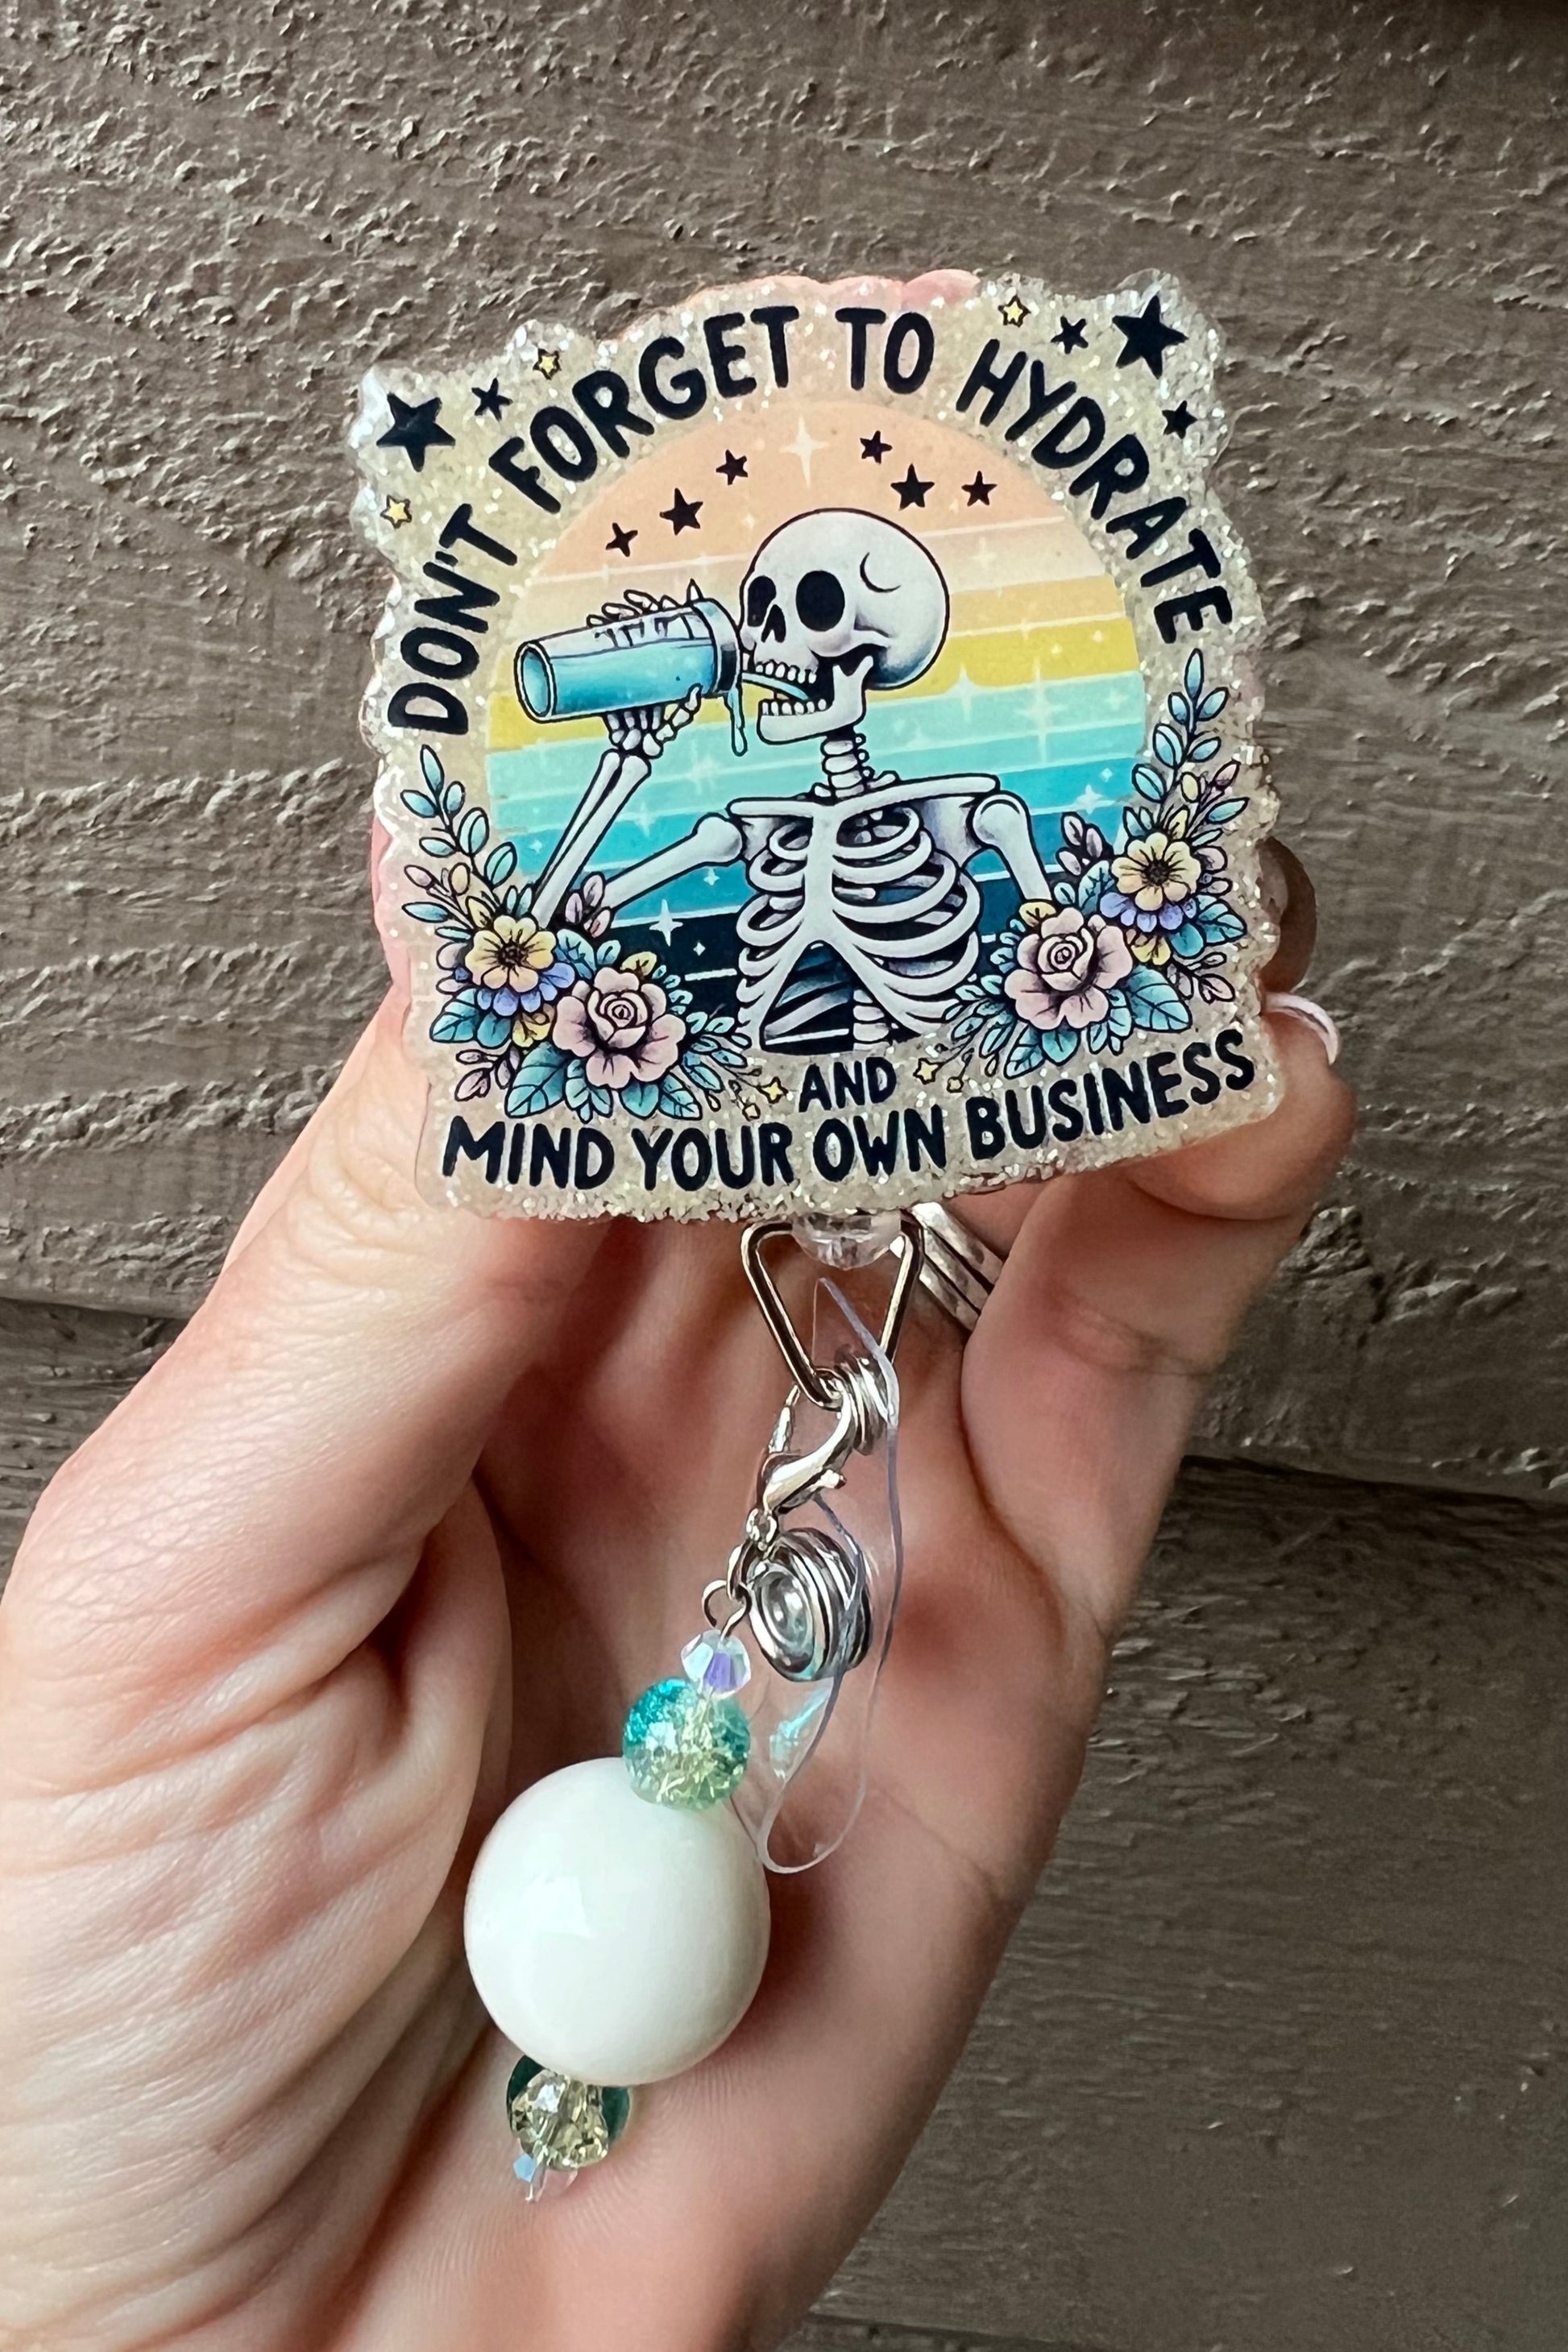 DON'T FORGET TO HYDRATE
AND
MIND YOUR OWN BUSINESS